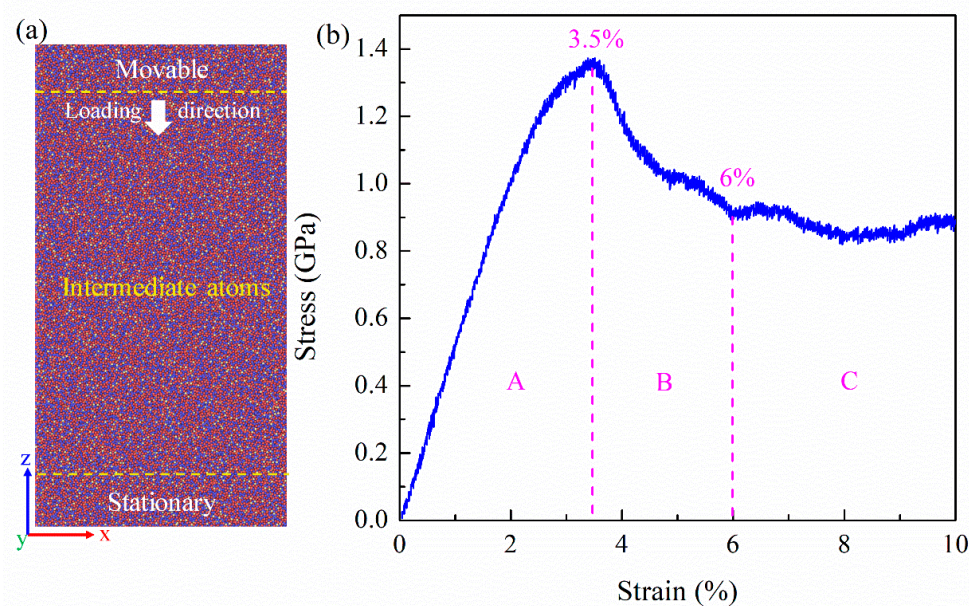 (a)
Movable
Loading direction
Intermediate atoms
Stationary
z
y
x
(b)
3.5%
6%
A
B
C
Stress (GPa)
1.4
1.2
1.0
0.8
0.6
0.4
0.2
0.0
0 2 4 6 8 10
Strain (%)